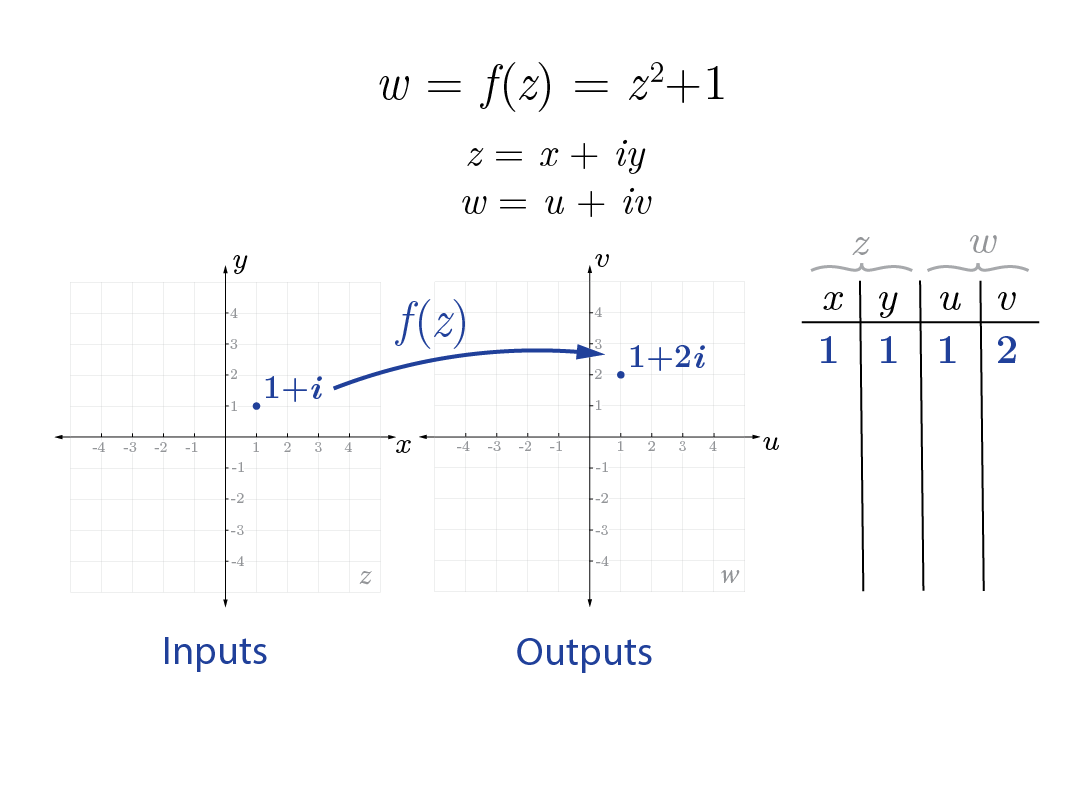 w = f(z) = z²+1
z = x + iy
w = u + iv
z w
y v
x y u v
f(z)
4 4
3 3
1+i 1+2i 1 1 1 2
2 2
1 1
-4 -3 -2 -1 1 2 3 4 x -4 -3 -2 -1 1 2 3 4 u
-1 -1
-2 -2
-3 -3
-4 -4
z w
Inputs Outputs